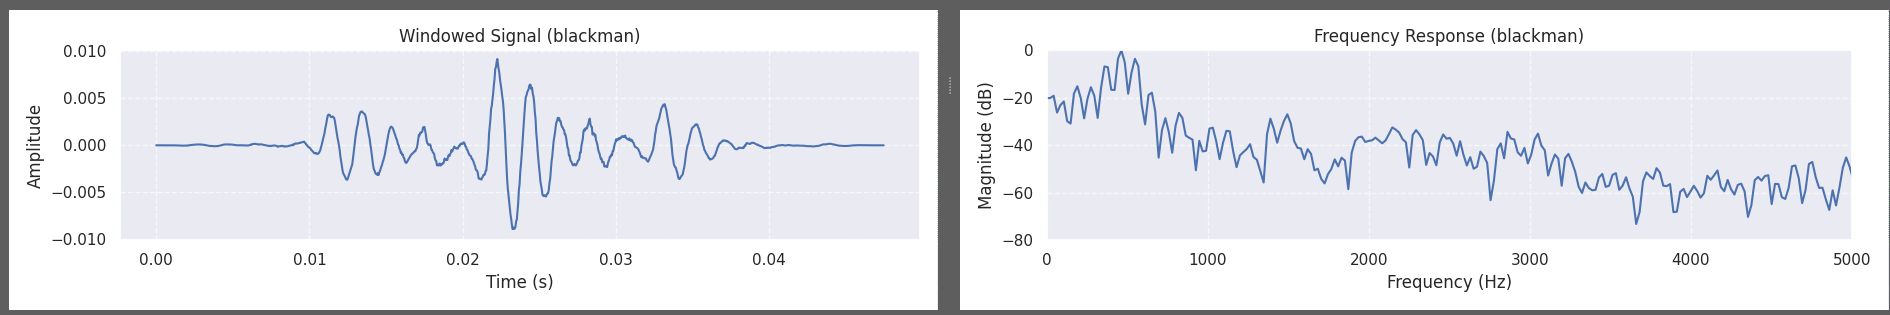 Windowed Signal (blackman)
0.010
0.005
0.000
−0.005
−0.010
Amplitude
0.00 0.01 0.02 0.03 0.04
Time (s)
Frequency Response (blackman)
0
−20
−40
−60
−80
Magnitude (dB)
0 1000 2000 3000 4000 5000
Frequency (Hz)